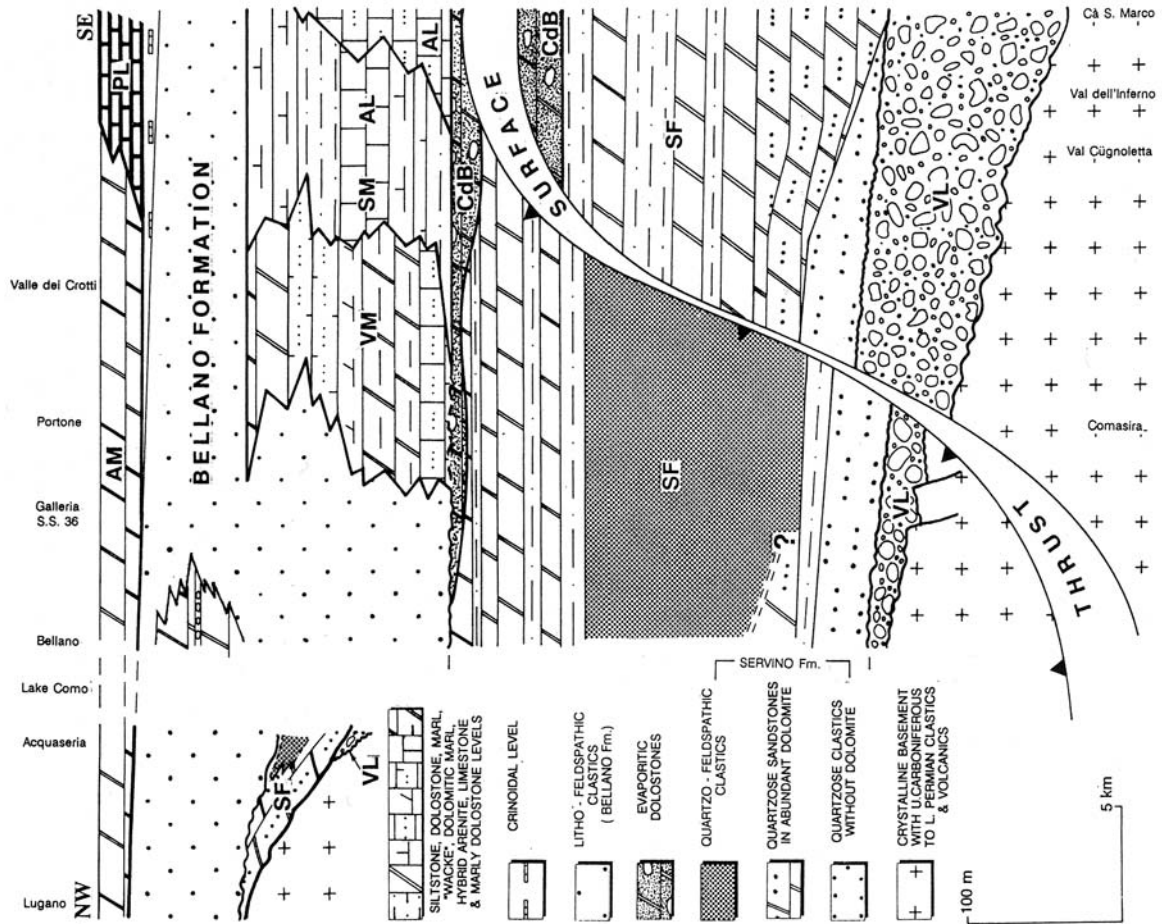 SE
Cà S. Marco
Val dell'Inferno
Val Cügnoletta
Comasira
PL
AM
BELLANO FORMATION
AL
AL
SM
VM
CdB
CdB
SURFACE
THRUST
SF
SF
SF
?
VL
VL
VL
Valle dei Crotti
Portone
Galleria
S.S. 36
Bellano
Lake Como
Acquaseria
Lugano
NW
SILTSTONE, DOLOSTONE, MARL,
"WACKE", DOLOMITIC MARL,
HYBRID ARENITE, LIMESTONE
& MARLY DOLOSTONE LEVELS
CRINOIDAL LEVEL
LITHO - FELDSPATHIC
CLASTICS
( BELLANO Fm.)
EVAPORITIC
DOLOSTONES
SERVINO Fm.
QUARTZO - FELDSPATHIC
CLASTICS
QUARTZOSE SANDSTONES
IN ABUNDANT DOLOMITE
QUARTZOSE CLASTICS
WITHOUT DOLOMITE
CRYSTALLINE BASEMENT
WITH U.CARBONIFEROUS
TO L. PERMIAN CLASTICS
& VOLCANICS
100 m
5 km